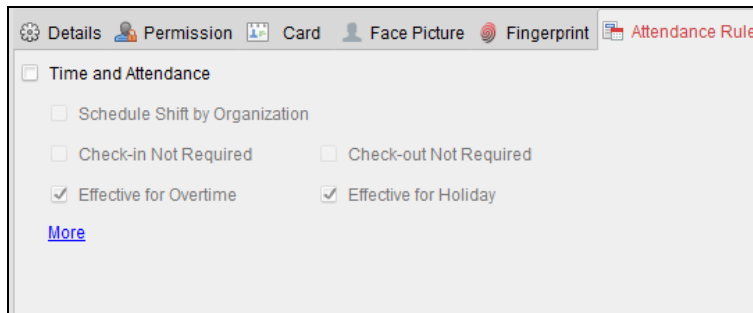 Details Permission Card Face Picture Fingerprint Attendance Rule
Time and Attendance
Schedule Shift by Organization
Check-in Not Required Check-out Not Required
Effective for Overtime Effective for Holiday
More